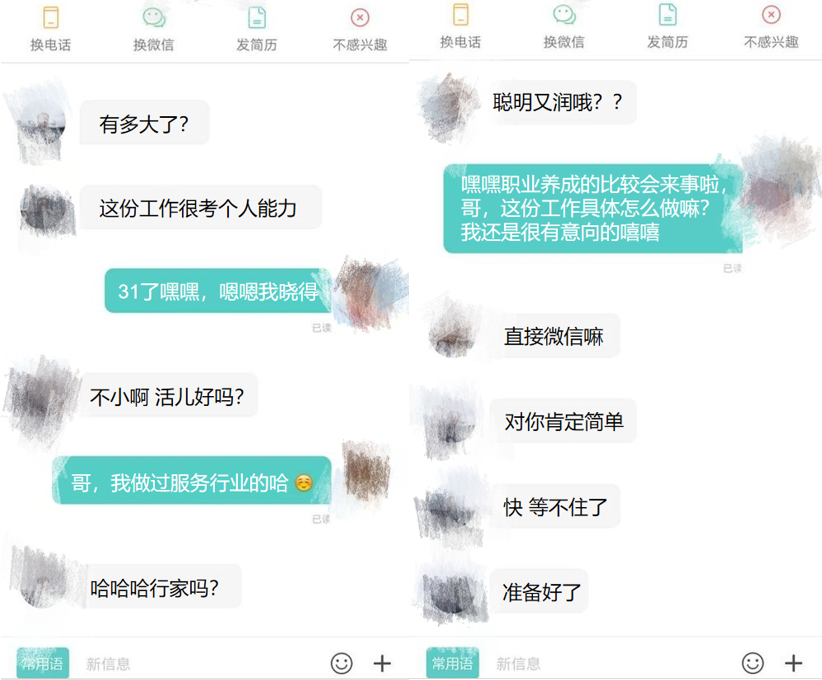 换电话
换微信
发简历
不感兴趣
有多大了？
这份工作很考个人能力
31了嘿嘿，嗯嗯我晓得
已读
不小啊 活儿好吗？
哥，我做过服务行业的哈 ☺️
已读
哈哈哈行家吗？
常用语
新信息
换电话
换微信
发简历
不感兴趣
聪明又润哦？？
嘿嘿职业养成的比较会来事啦，
哥，这份工作具体怎么做嘛？
我还是很有意向的嘻嘻
已读
直接微信嘛
对你肯定简单
快 等不住了
准备好了
常用语
新信息